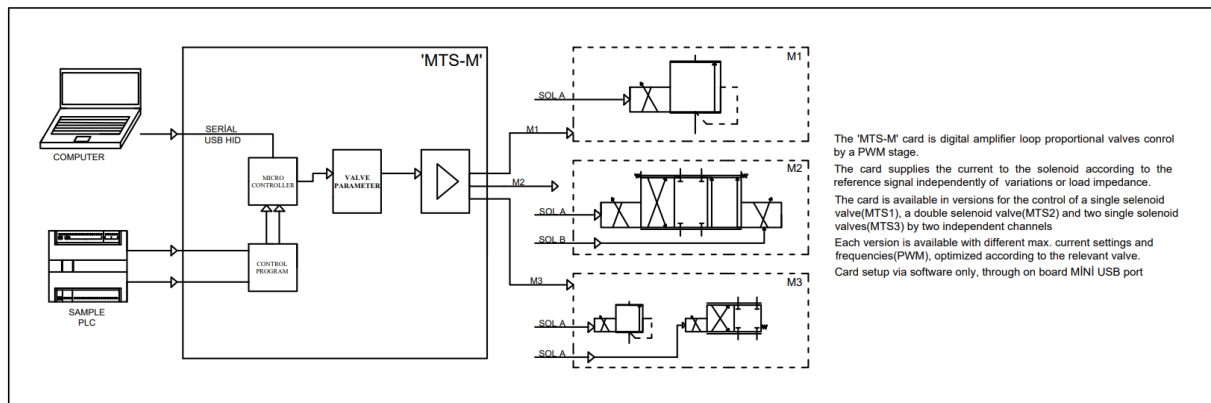 'MTS-M'
COMPUTER
SERİAL
USB HID
MICRO
CONTROLLER
VALVE
PARAMETER
CONTROL
PROGRAM
SAMPLE
PLC
M1
M2
M3
M1
SOL A
M2
SOL A
SOL B
M3
SOL A
SOL A
The 'MTS-M' card is digital amplifier loop proportional valves conrol
by a PWM stage.
The card supplies the current to the solenoid according to the
reference signal independently of variations or load impedance.
The card is available in versions for the control of a single selenoid
valve(MTS1), a double selenoid valve(MTS2) and two single solenoid
valves(MTS3) by two independent channels
Each version is available with different max. current settings and
frequencies(PWM), optimized according to the relevant valve.
Card setup via software only, through on board MİNİ USB port